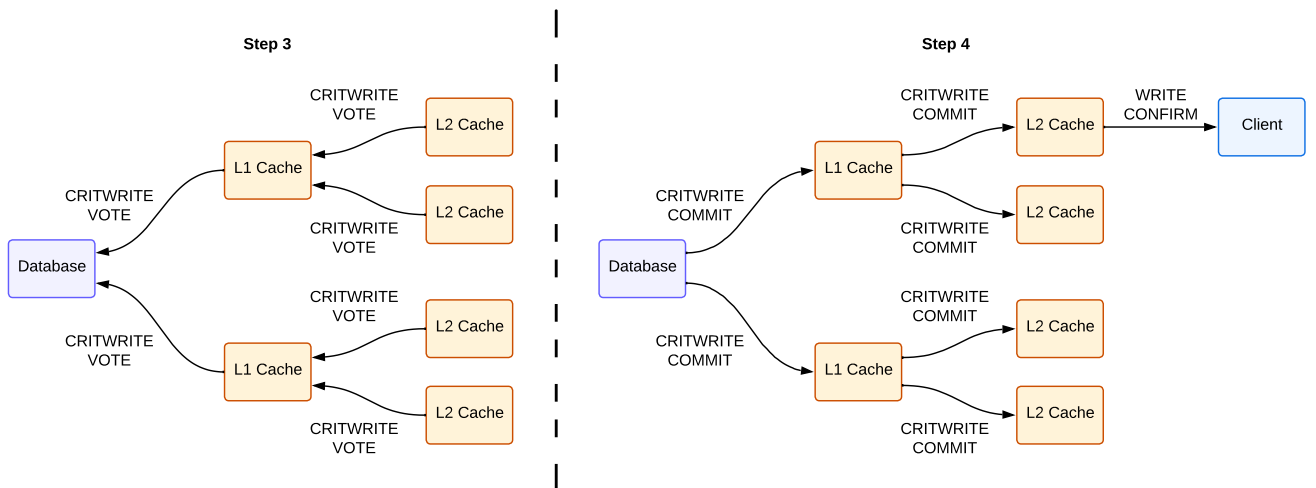 Step 3
CRITWRITE
VOTE
L2 Cache
L1 Cache
CRITWRITE
VOTE
L2 Cache
CRITWRITE
VOTE
Database
CRITWRITE
VOTE
L2 Cache
CRITWRITE
VOTE
L1 Cache
L2 Cache
CRITWRITE
VOTE
Step 4
CRITWRITE
COMMIT
L2 Cache
WRITE
CONFIRM
Client
L1 Cache
CRITWRITE
COMMIT
L2 Cache
CRITWRITE
COMMIT
Database
CRITWRITE
COMMIT
L2 Cache
CRITWRITE
COMMIT
L1 Cache
L2 Cache
CRITWRITE
COMMIT